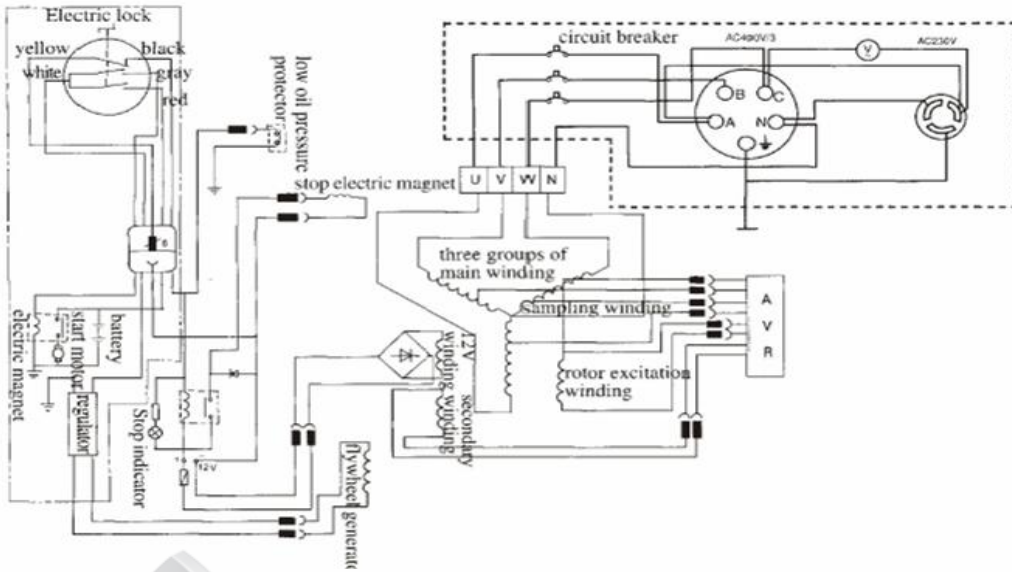 Electric lock
yellow
black
white
gray
red
low oil pressure
protector
stop electric magnet
circuit breaker
AC400V/3
V
AC230V
B
C
A
N
U V W N
three groups of
main winding
sampling winding
A
V
R
rotor excitation
winding
12V
winding
secondary
winding
6
electric magnet
start motor
battery
regulator
Stop indicator
12V
flywheel generato